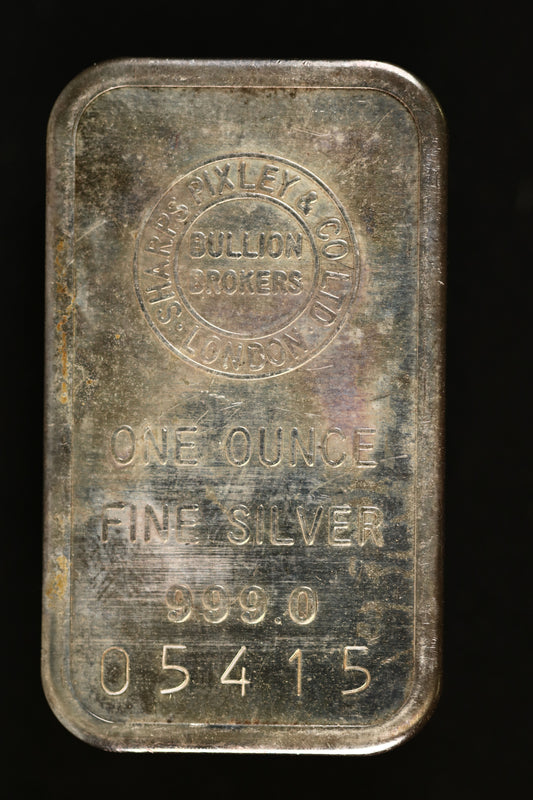 SHARPS PIXLEY & CO LTD
· LONDON ·
BULLION
BROKERS
ONE OUNCE
FINE SILVER
999.0
05415